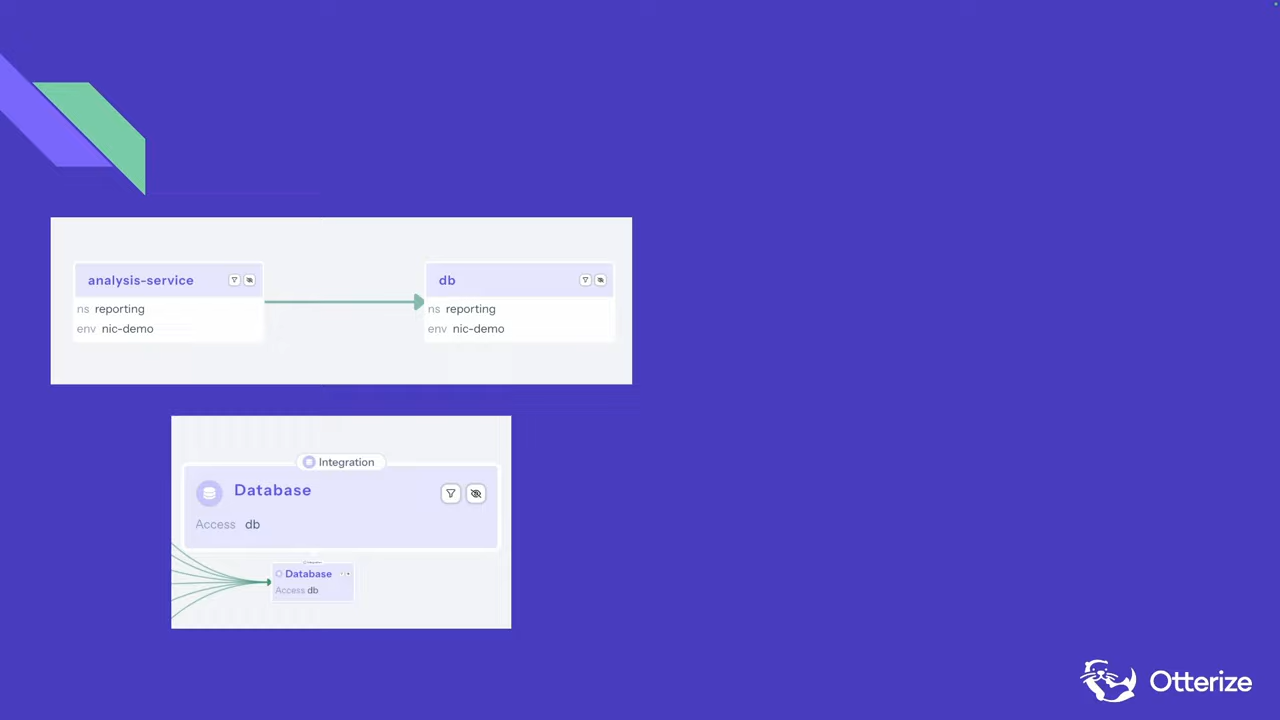 analysis-service
ns reporting
env nic-demo
db
ns reporting
env nic-demo
Integration
Database
Access db
Database
Access db
Otterize